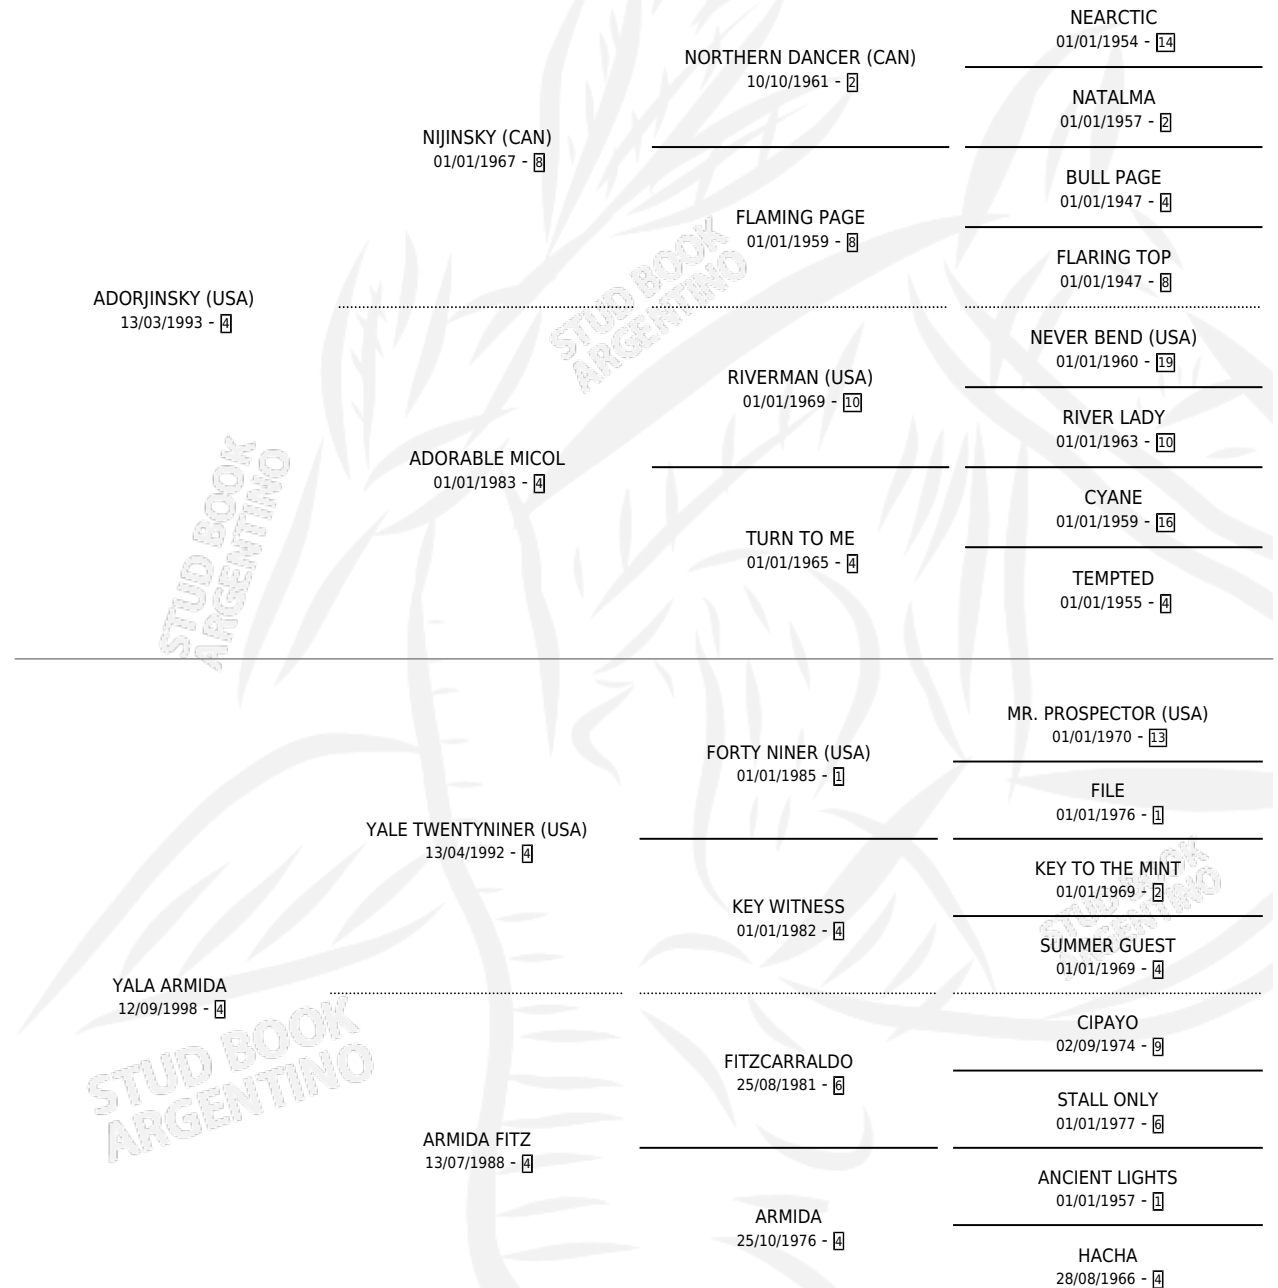 NEARCTIC
01/01/1954 - 14
NORTHERN DANCER (CAN)
10/10/1961 - 2
NATALMA
01/01/1957 - 2
NIJINSKY (CAN)
01/01/1967 - 8
BULL PAGE
01/01/1947 - 4
FLAMING PAGE
01/01/1959 - 8
FLARING TOP
01/01/1947 - 8
ADORJINSKY (USA)
13/03/1993 - 4
NEVER BEND (USA)
01/01/1960 - 19
RIVERMAN (USA)
01/01/1969 - 10
RIVER LADY
01/01/1963 - 10
ADORABLE MICOL
01/01/1983 - 4
CYANE
01/01/1959 - 16
TURN TO ME
01/01/1965 - 4
TEMPTED
01/01/1955 - 4
STUD BOOK
ARGENTINO
STUD BOOK
ARGENTINO
MR. PROSPECTOR (USA)
01/01/1970 - 13
FORTY NINER (USA)
01/01/1985 - 1
FILE
01/01/1976 - 1
YALE TWENTYNINER (USA)
13/04/1992 - 4
KEY TO THE MINT
01/01/1969 - 2
KEY WITNESS
01/01/1982 - 4
SUMMER GUEST
01/01/1969 - 4
YALA ARMIDA
12/09/1998 - 4
CIPAYO
02/09/1974 - 9
FITZCARRALDO
25/08/1981 - 6
STALL ONLY
01/01/1977 - 6
ARMIDA FITZ
13/07/1988 - 4
ANCIENT LIGHTS
01/01/1957 - 1
ARMIDA
25/10/1976 - 4
HACHA
28/08/1966 - 4
STUD BOOK
ARGENTINO
STUD BOOK
ARGENTINO